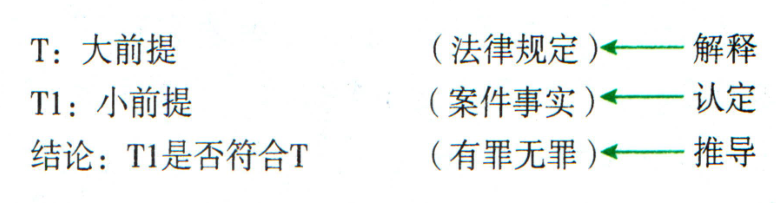 T：大前提 （法律规定）← 解释
T1：小前提 （案件事实）← 认定
结论：T1是否符合T （有罪无罪）← 推导